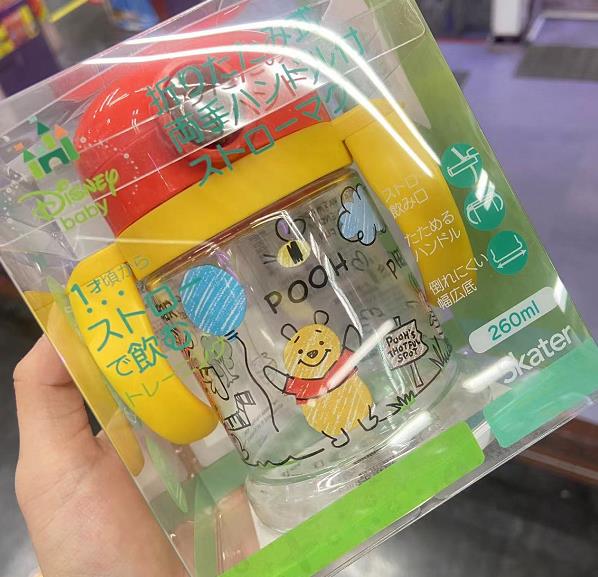 折りたたみ式
両手ハンドル付
ストローマグ
Disney
baby
1才頃から
ストロー
で飲む
トレーニング
ストロー
飲み口
たためる
ハンドル
倒れにくい
幅広底
260ml
Skater
POOH
POOH'S
THOTFUL
SPOT